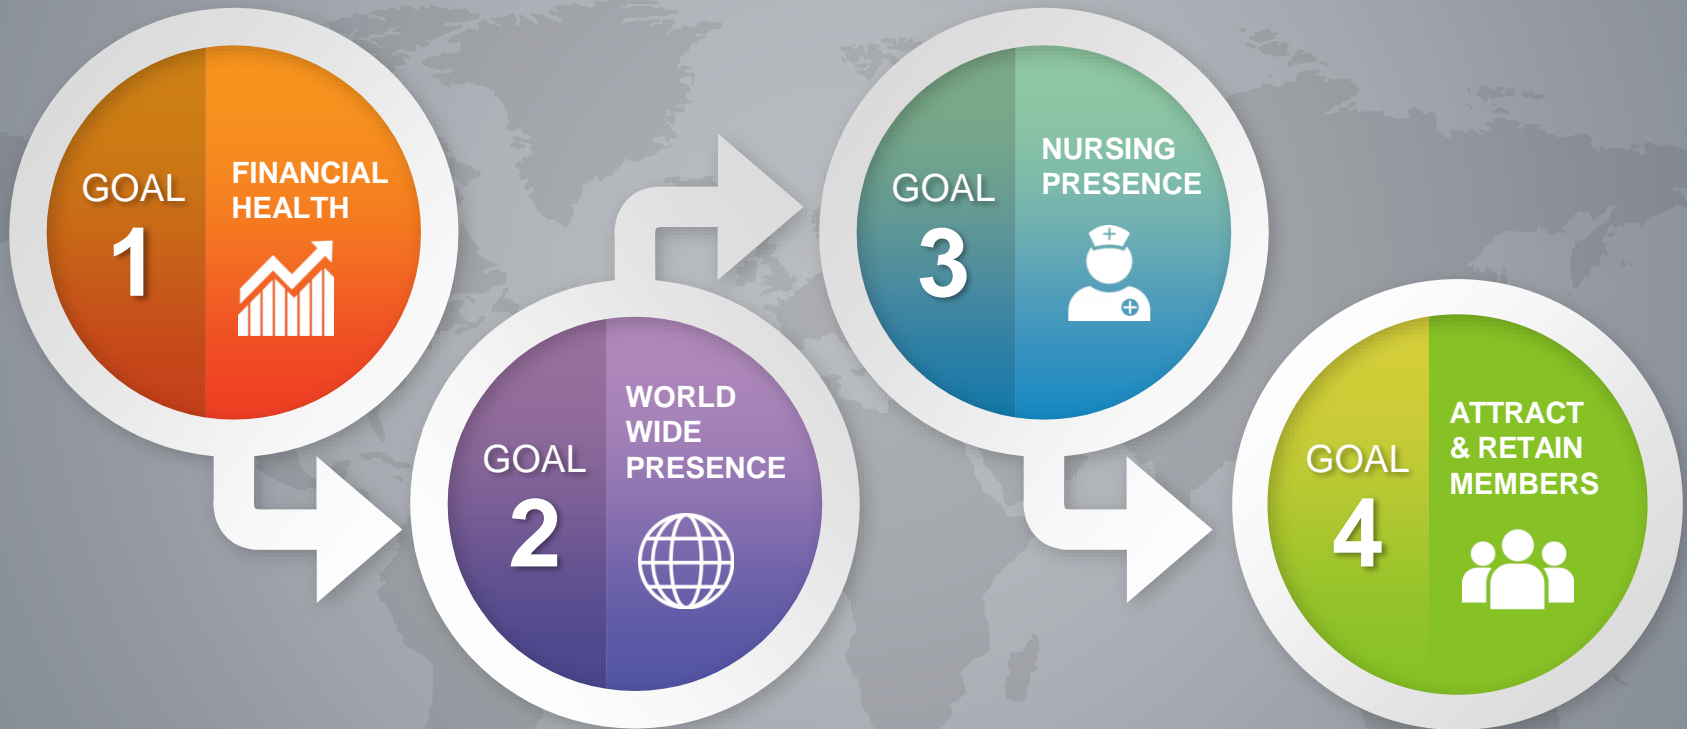 GOAL
1
FINANCIAL
HEALTH
GOAL
2
WORLD
WIDE
PRESENCE
GOAL
3
NURSING
PRESENCE
GOAL
4
ATTRACT
& RETAIN
MEMBERS